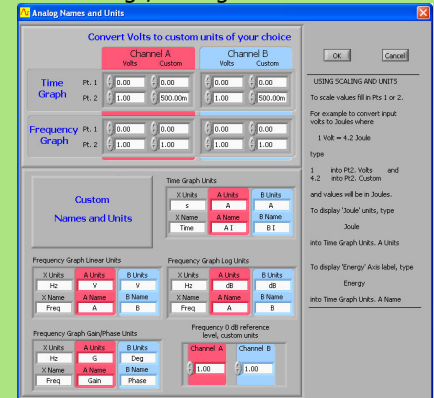 Analog Names and Units
Convert Volts to custom units of your choice
Channel A
Channel B
Volts Custom Volts Custom
Time
Graph
Pt. 1 0.00 0.00 0.00 0.00
Pt. 2 1.00 500.00m 1.00 500.00m
Frequency
Graph
Pt. 1 0.00 0.00 0.00 0.00
Pt. 2 1.00 1.00 1.00 1.00
Custom
Names and Units
Time Graph Units
X Units A Units B Units
s A A
X Name A Name B Name
Time A I B I
Frequency Graph Linear Units
X Units A Units B Units
Hz V V
X Name A Name B Name
Freq A B
Frequency Graph Log Units
X Units A Units B Units
Hz dB dB
X Name A Name B Name
Freq A B
Frequency Graph Gain/Phase Units
X Units A Units B Units
Hz G Deg
X Name A Name B Name
Freq Gain Phase
Frequency 0 dB reference
level, custom units
Channel A Channel B
1.00 1.00
OK Cancel
USING SCALING AND UNITS
To scale values fill in Pts 1 or 2.
For example to convert input
volts to Joules where
1 Volt = 4.2 Joule
type
1 into Pt2. Volts and
4.2 into Pt2. Custom
and values will be in Joules.
To display 'Joule' units, type
Joule
into Time Graph Units. A Units
To display 'Energy' Axis label, type
Energy
into Time Graph Units. A Name